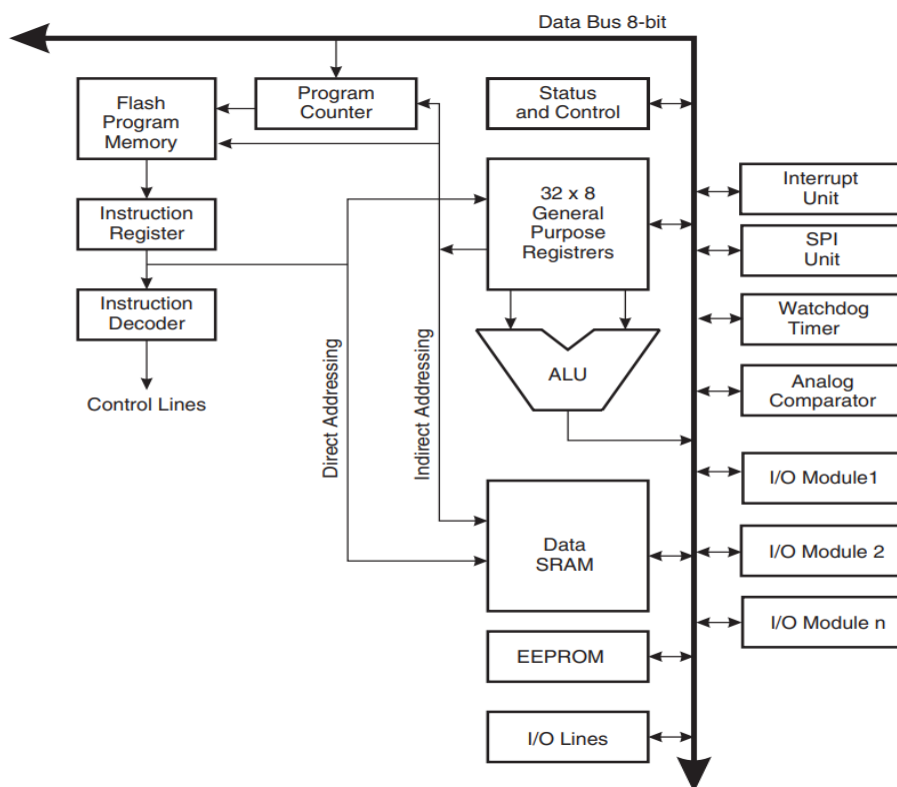 Data Bus 8-bit
Flash
Program
Memory
Program
Counter
Status
and Control
32 x 8
General
Purpose
Registrers
Interrupt
Unit
Instruction
Register
SPI
Unit
Instruction
Decoder
Watchdog
Timer
ALU
Analog
Comparator
Control Lines
Direct Addressing
Indirect Addressing
I/O Module1
Data
SRAM
I/O Module 2
I/O Module n
EEPROM
I/O Lines